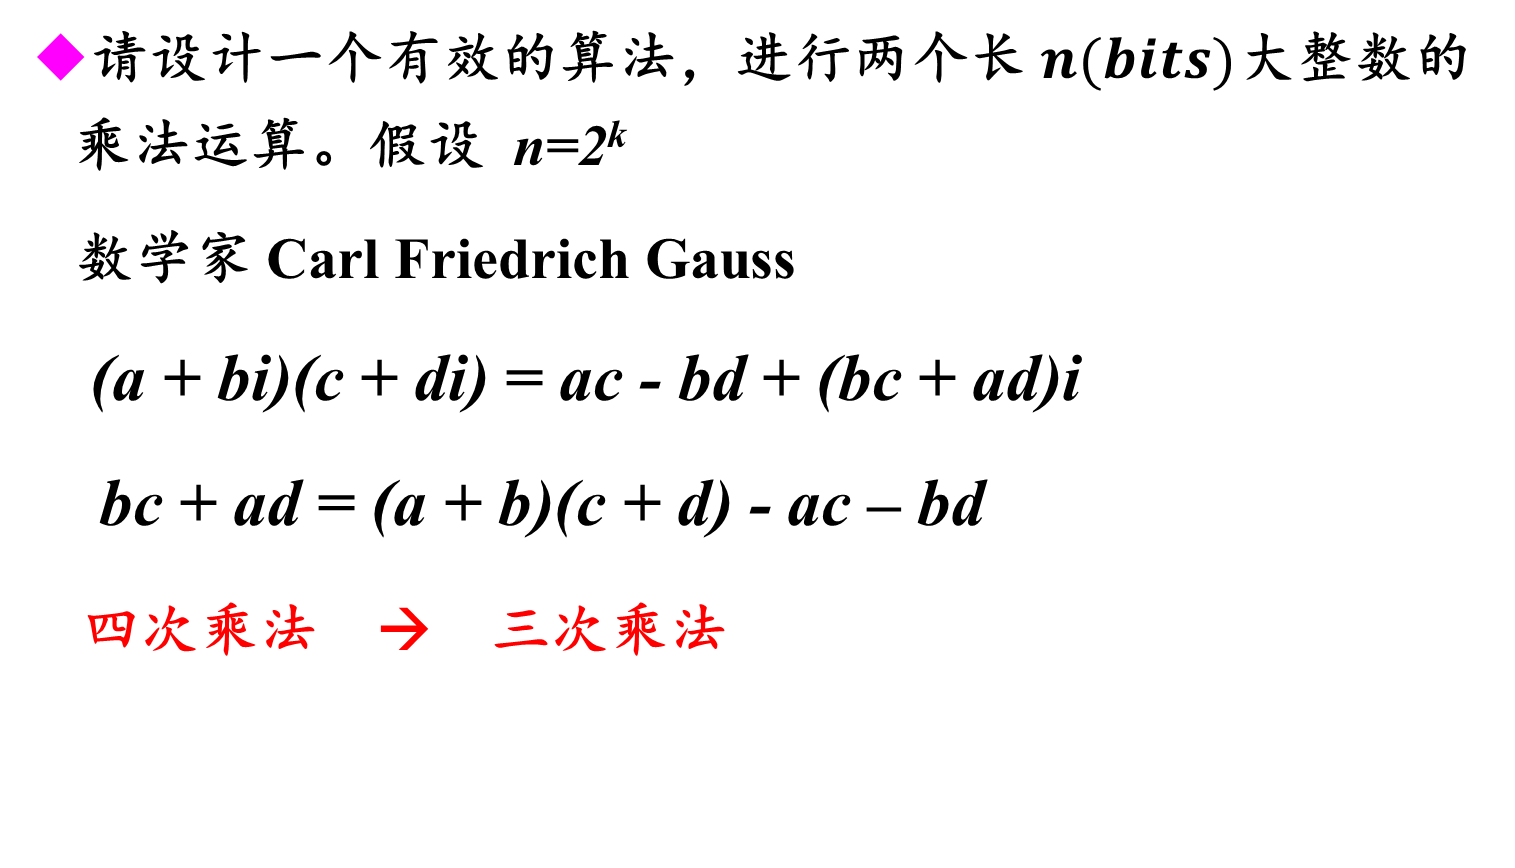 ◆请设计一个有效的算法，进行两个长 n(bits)大整数的
乘法运算。假设 n=2^k
数学家 Carl Friedrich Gauss
(a + bi)(c + di) = ac - bd + (bc + ad)i
bc + ad = (a + b)(c + d) - ac – bd
四次乘法 → 三次乘法